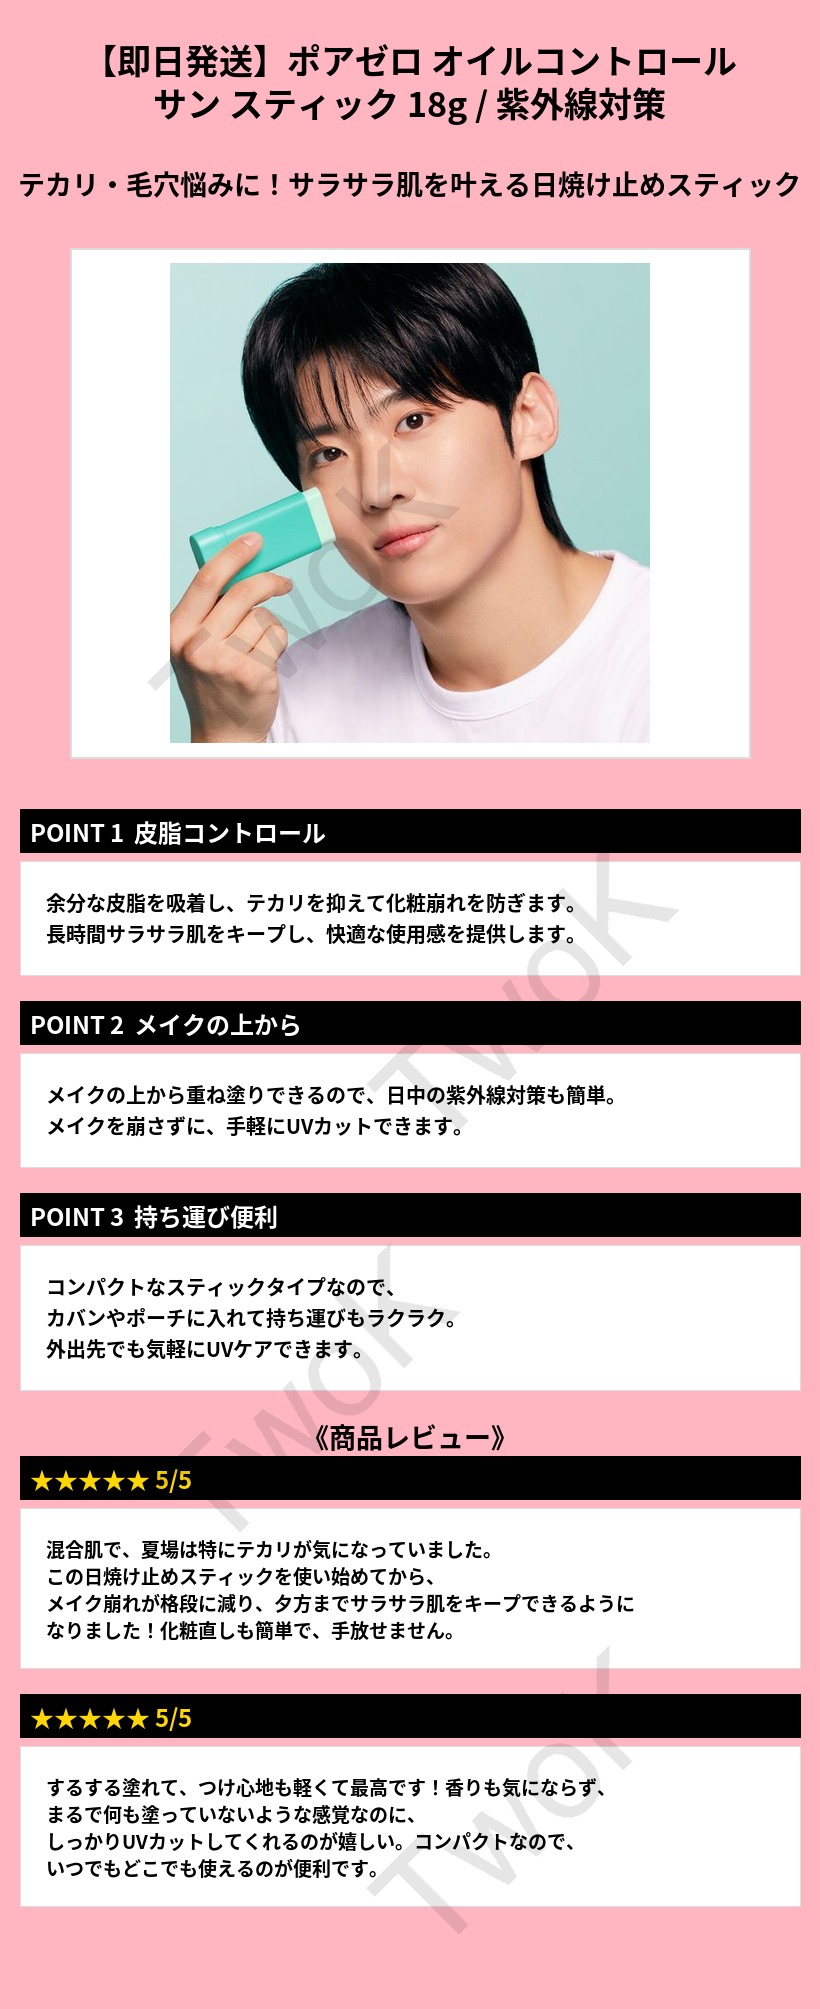 【即日発送】ポアゼロ オイルコントロール
サン スティック 18g / 紫外線対策
テカリ・毛穴悩みに！サラサラ肌を叶える日焼け止めスティック
TwoK
POINT 1 皮脂コントロール
余分な皮脂を吸着し、テカリを抑えて化粧崩れを防ぎます。
長時間サラサラ肌をキープし、快適な使用感を提供します。
TwoK
POINT 2 メイクの上から
メイクの上から重ね塗りできるので、日中の紫外線対策も簡単。
メイクを崩さずに、手軽にUVカットできます。
POINT 3 持ち運び便利
コンパクトなスティックタイプなので、
カバンやポーチに入れて持ち運びもラクラク。
外出先でも気軽にUVケアできます。
TwoK
《商品レビュー》
★★★★★ 5/5
混合肌で、夏場は特にテカリが気になっていました。
この日焼け止めスティックを使い始めてから、
メイク崩れが格段に減り、夕方までサラサラ肌をキープできるように
なりました！化粧直しも簡単で、手放せません。
★★★★★ 5/5
するする塗れて、つけ心地も軽くて最高です！香りも気にならず、
まるで何も塗っていないような感覚なのに、
しっかりUVカットしてくれるのが嬉しい。コンパクトなので、
いつでもどこでも使えるのが便利です。
TwoK